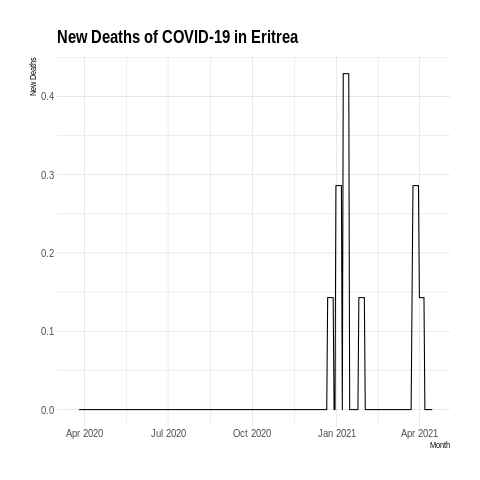 New Deaths of COVID-19 in Eritrea
New Deaths
0.4
0.3
0.2
0.1
0.0
Apr 2020 Jul 2020 Oct 2020 Jan 2021 Apr 2021
Month